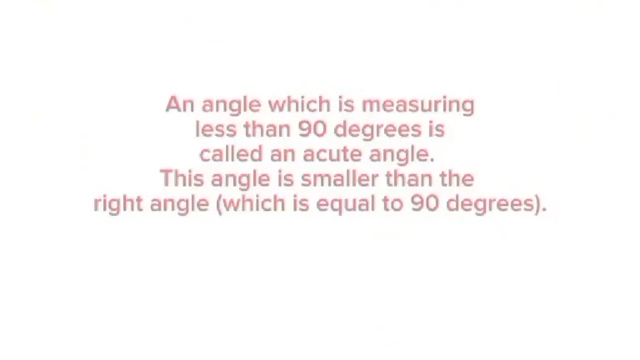 An angle which is measuring
less than 90 degrees is
called an acute angle.
This angle is smaller than the
right angle (which is equal to 90 degrees).